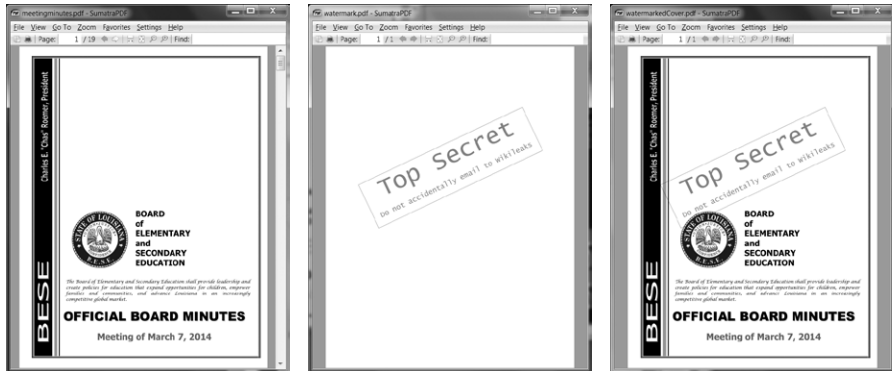 meetingminutes.pdf - SumatraPDF
File View Go To Zoom Favorites Settings Help
Page: 1 / 19 Find:
Charles E. "Chas" Roemer, President
BESE
STATE OF LOUISIANA
B.E.S.E.
BOARD
of
ELEMENTARY
and
SECONDARY
EDUCATION
The Board of Elementary and Secondary Education shall provide leadership and
create policies for education that expand opportunities for children, empower
families and communities, and advance Louisiana in an increasingly
competitive global market.
OFFICIAL BOARD MINUTES
Meeting of March 7, 2014
watermark.pdf - SumatraPDF
File View Go To Zoom Favorites Settings Help
Page: 1 / 1 Find:
Top Secret
Do not accidentally email to wikileaks
watermarkedCover.pdf - SumatraPDF
File View Go To Zoom Favorites Settings Help
Page: 1 / 1 Find:
Charles E. "Chas" Roemer, President
BESE
Top Secret
Do not accidentally email to wikileaks
STATE OF LOUISIANA
B.E.S.E.
BOARD
of
ELEMENTARY
and
SECONDARY
EDUCATION
The Board of Elementary and Secondary Education shall provide leadership and
create policies for education that expand opportunities for children, empower
families and communities, and advance Louisiana in an increasingly
competitive global market.
OFFICIAL BOARD MINUTES
Meeting of March 7, 2014